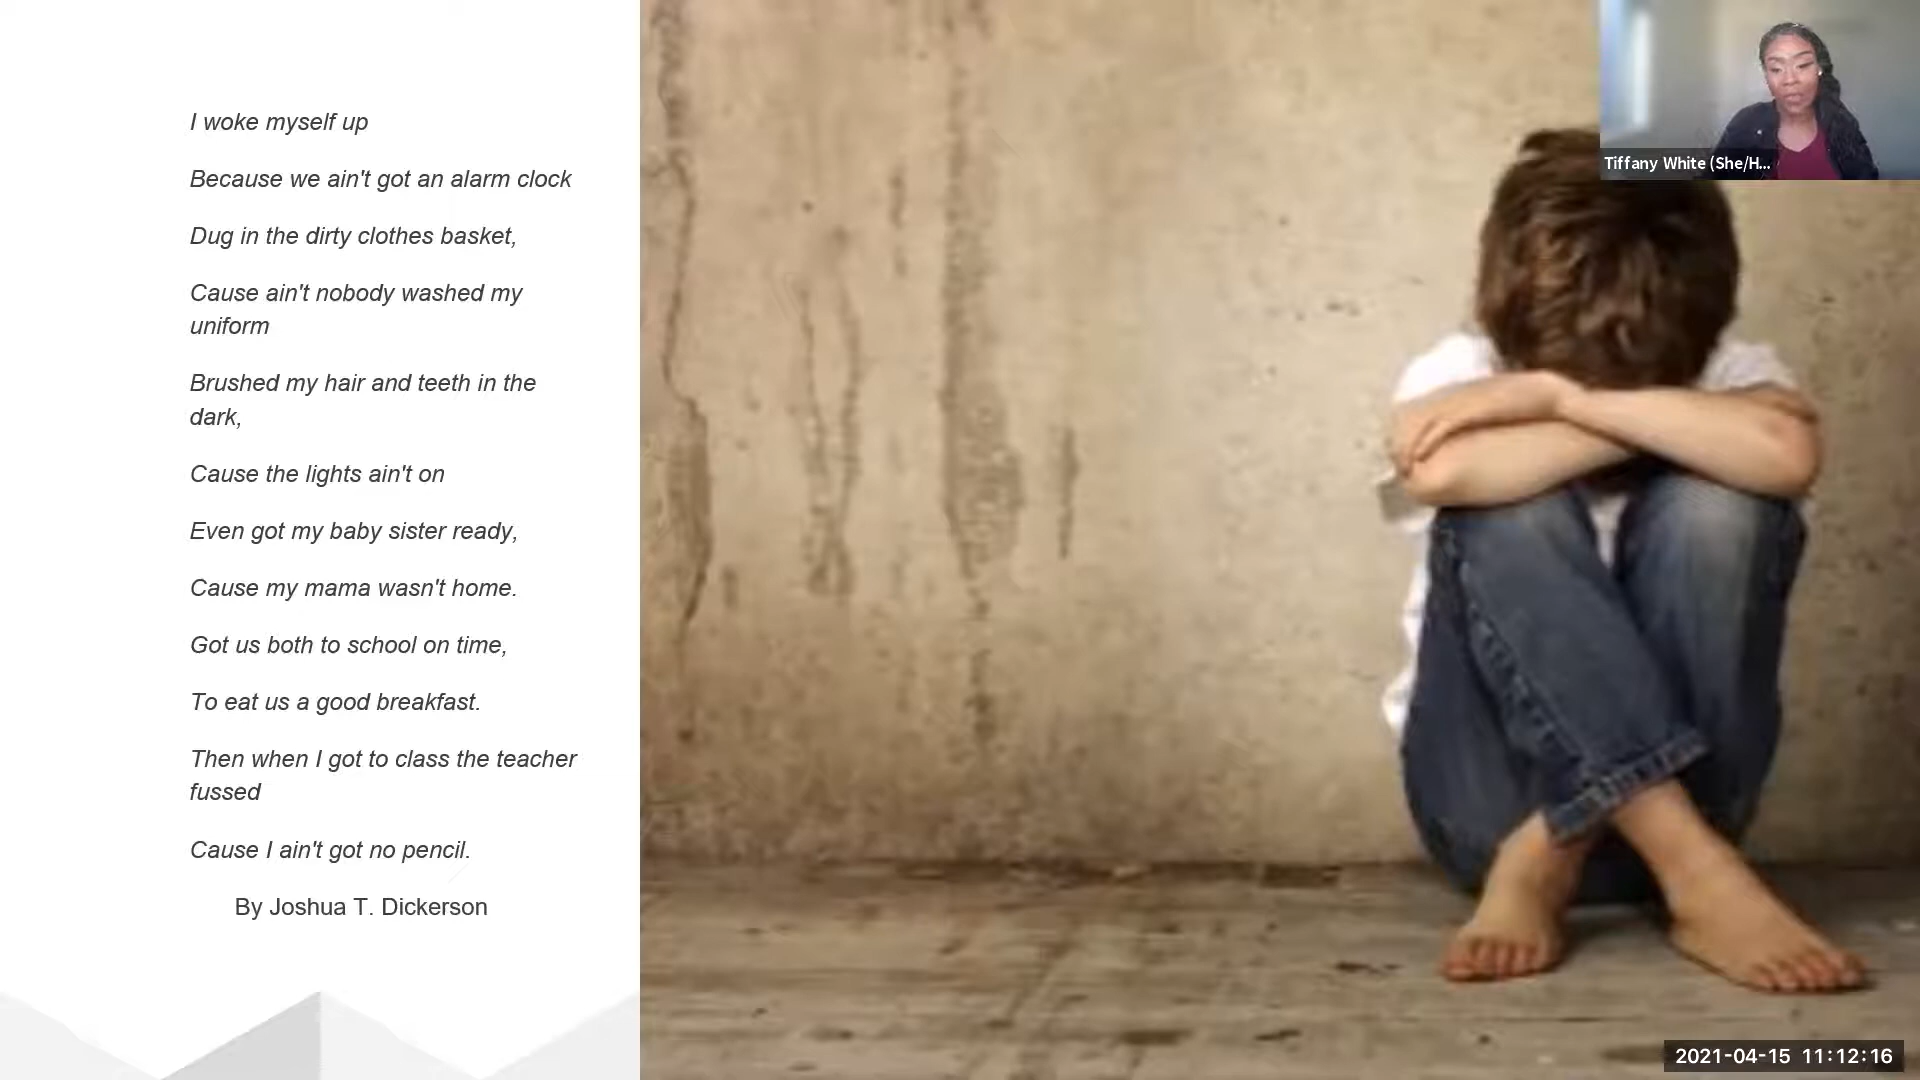 I woke myself up
Because we ain't got an alarm clock
Dug in the dirty clothes basket,
Cause ain't nobody washed my
uniform
Brushed my hair and teeth in the
dark,
Cause the lights ain't on
Even got my baby sister ready,
Cause my mama wasn't home.
Got us both to school on time,
To eat us a good breakfast.
Then when I got to class the teacher
fussed
Cause I ain't got no pencil.
By Joshua T. Dickerson
Tiffany White (She/H...
2021-04-15 11:12:16